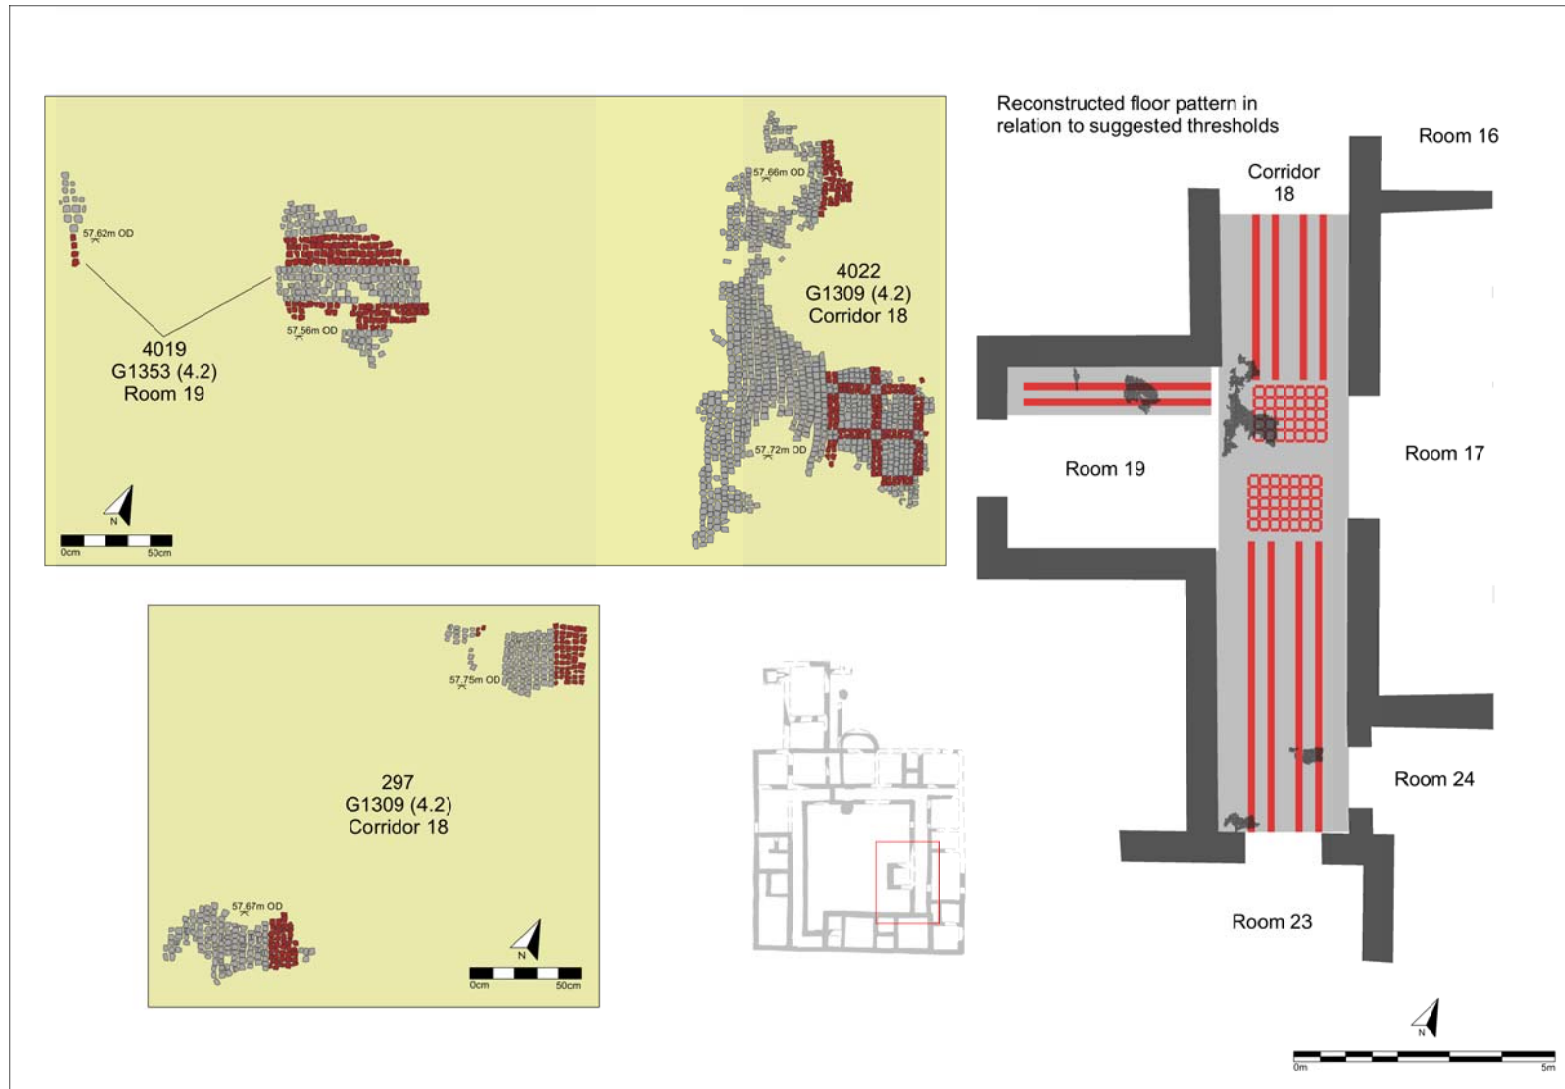 57.62m OD
4019
G1353 (4.2)
Room 19
57.56m OD
57.66m OD
4022
G1309 (4.2)
Corridor 18
57.72m OD
N
0cm
50cm
57.75m OD
297
G1309 (4.2)
Corridor 18
57.67m OD
N
0cm
50cm
Reconstructed floor pattern in
relation to suggested thresholds
Room 16
Corridor
18
Room 17
Room 19
Room 24
Room 23
N
0m
5m